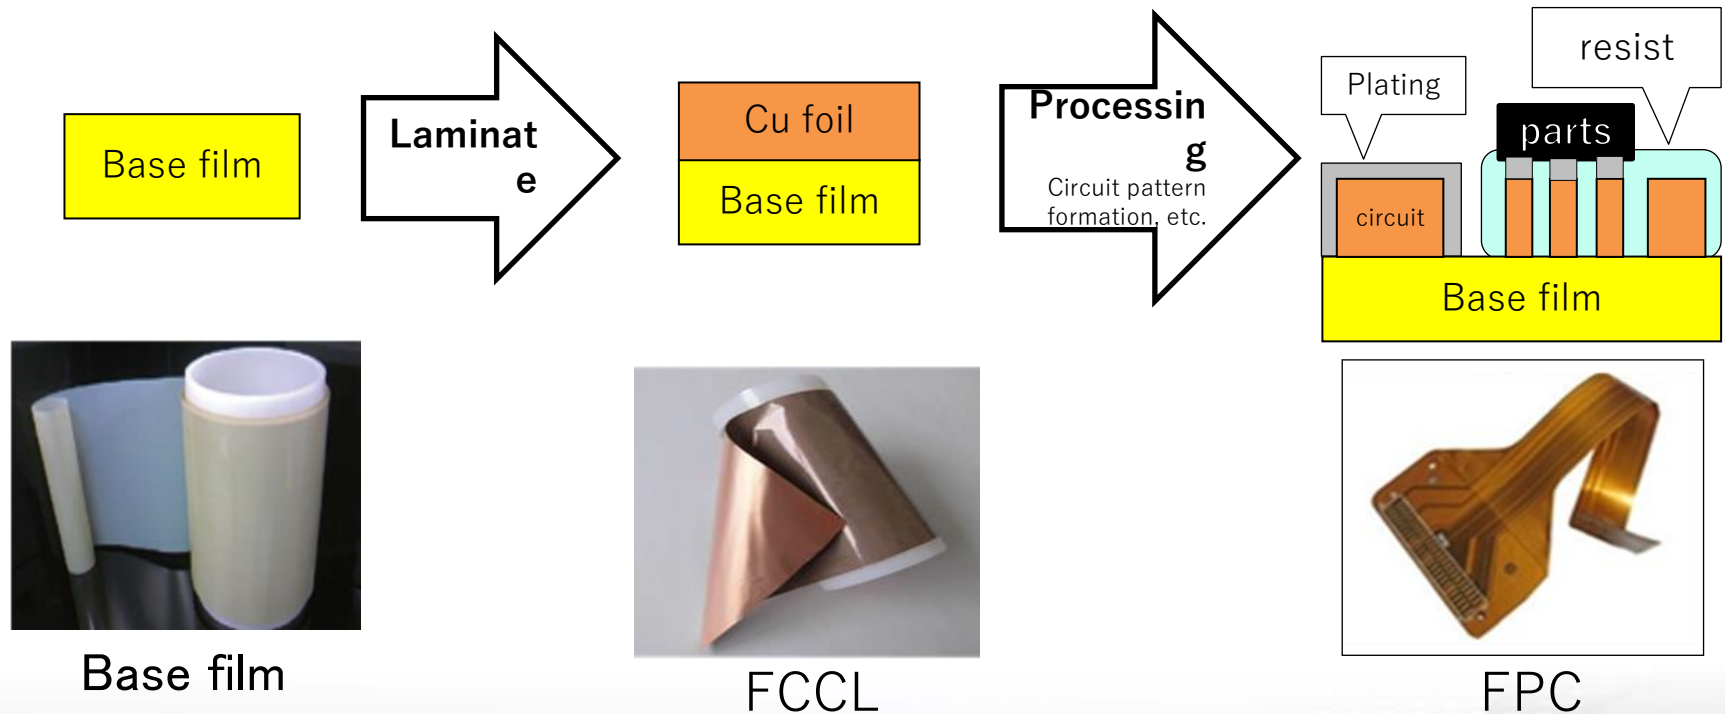 Base film
Laminat
e
Cu foil
Base film
Processin
g
Circuit pattern
formation, etc.
Plating
resist
parts
circuit
Base film
Base film
FCCL
FPC